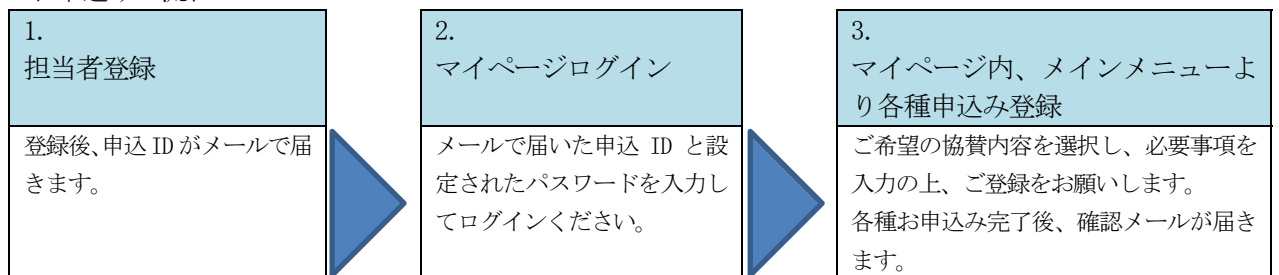 1.
担当者登録
登録後、申込 ID がメールで届
きます。
2.
マイページログイン
メールで届いた申込 ID と設
定されたパスワードを入力し
てログインください。
3.
マイページ内、メインメニューよ
り各種申込み登録
ご希望の協賛内容を選択し、必要事項を
入力の上、ご登録をお願いします。
各種お申込み完了後、確認メールが届き
ます。